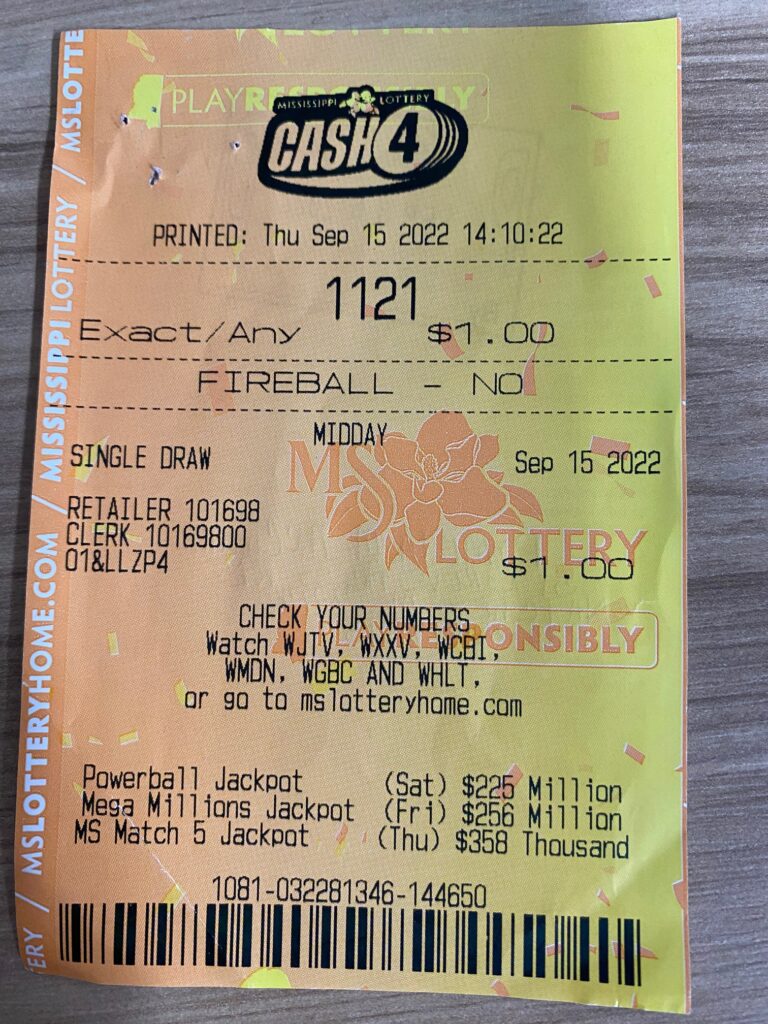 PLAYRESPONSIBLY
MISSISSIPPI LOTTERY
CASH 4
PRINTED: Thu Sep 15 2022 14:10:22
1121
Exact/Any $1.00
FIREBALL - NO
MIDDAY
SINGLE DRAW Sep 15 2022
MS
LOTTERY
RETAILER 101698
CLERK 10169800
01&LLZP4 $1.00
CHECK YOUR NUMBERS
PLAYRESPONSIBLY
Watch WJTV, WXXV, WCBI,
WMDN, WGBC AND WHLT,
or go to mslotteryhome.com
Powerball Jackpot (Sat) $225 Million
Mega Millions Jackpot (Fri) $256 Million
MS Match 5 Jackpot (Thu) $358 Thousand
1081-032281346-144650
ERY / MSLOTTERYHOME.COM / MISSISSIPPI LOTTERY / MSLOTTE